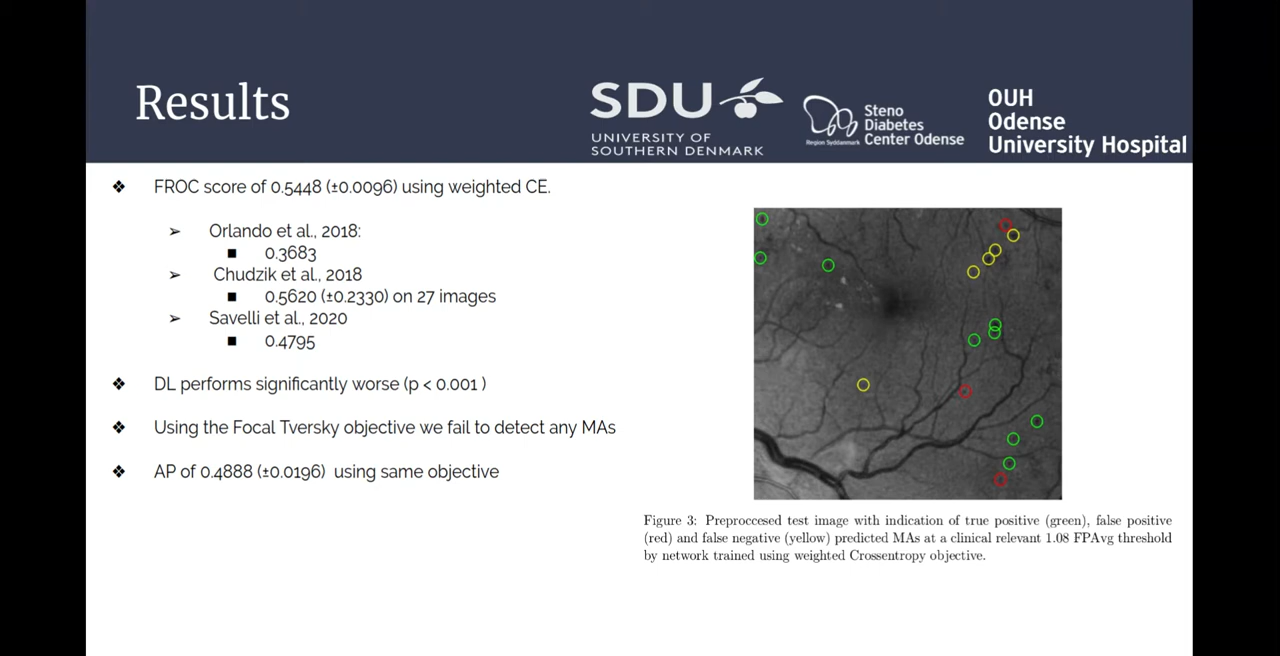 Results
SDU
UNIVERSITY OF
SOUTHERN DENMARK
Region Syddanmark
Steno
Diabetes
Center Odense
OUH
Odense
University Hospital
❖ FROC score of 0.5448 (±0.0096) using weighted CE.
➢ Orlando et al., 2018:
■ 0.3683
➢ Chudzik et al., 2018
■ 0.5620 (±0.2330) on 27 images
➢ Savelli et al., 2020
■ 0.4795
❖ DL performs significantly worse (p < 0.001 )
❖ Using the Focal Tversky objective we fail to detect any MAs
❖ AP of 0.4888 (±0.0196) using same objective
Figure 3: Preproccesed test image with indication of true positive (green), false positive
(red) and false negative (yellow) predicted MAs at a clinical relevant 1.08 FPAvg threshold
by network trained using weighted Crossentropy objective.